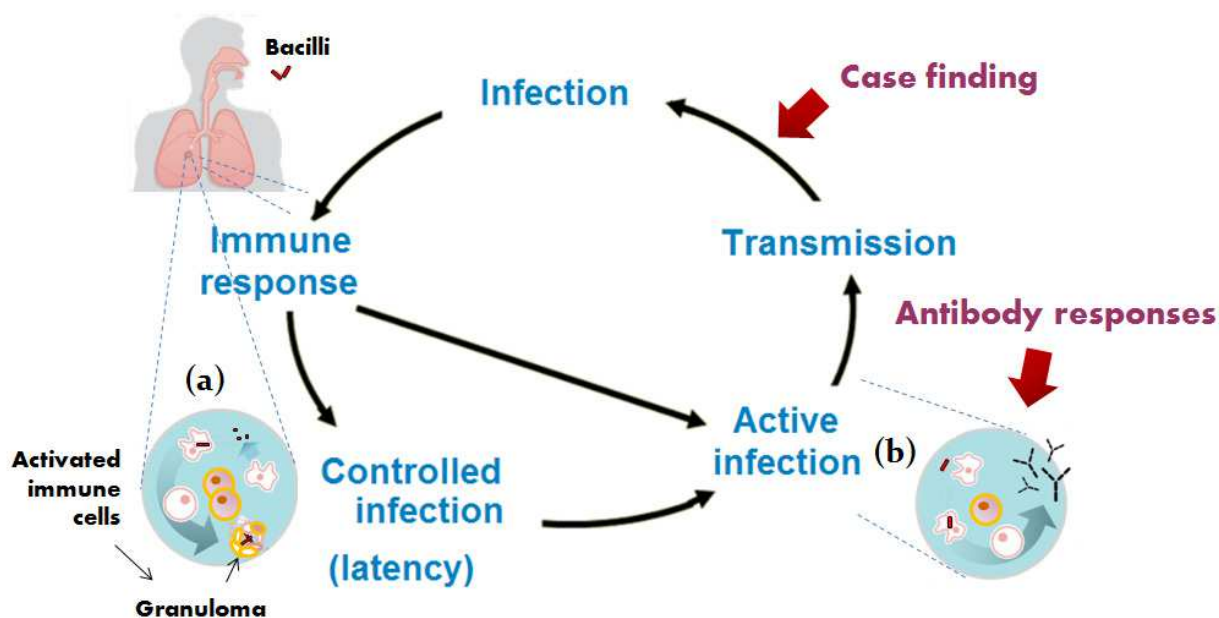 Bacilli
Case finding
Infection
Immune
response
Transmission
Antibody responses
(a)
Active
infection
(b)
Activated
immune
cells
Controlled
infection
(latency)
Granuloma